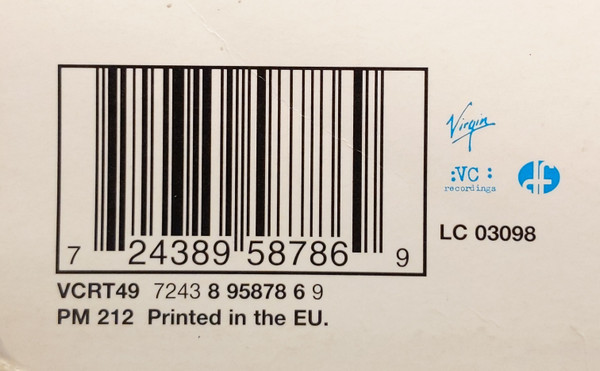 7 24389 58786 9
VCRT49 7243 8 95878 6 9
PM 212 Printed in the EU.
Virgin
:VC:
recordings
df
LC 03098